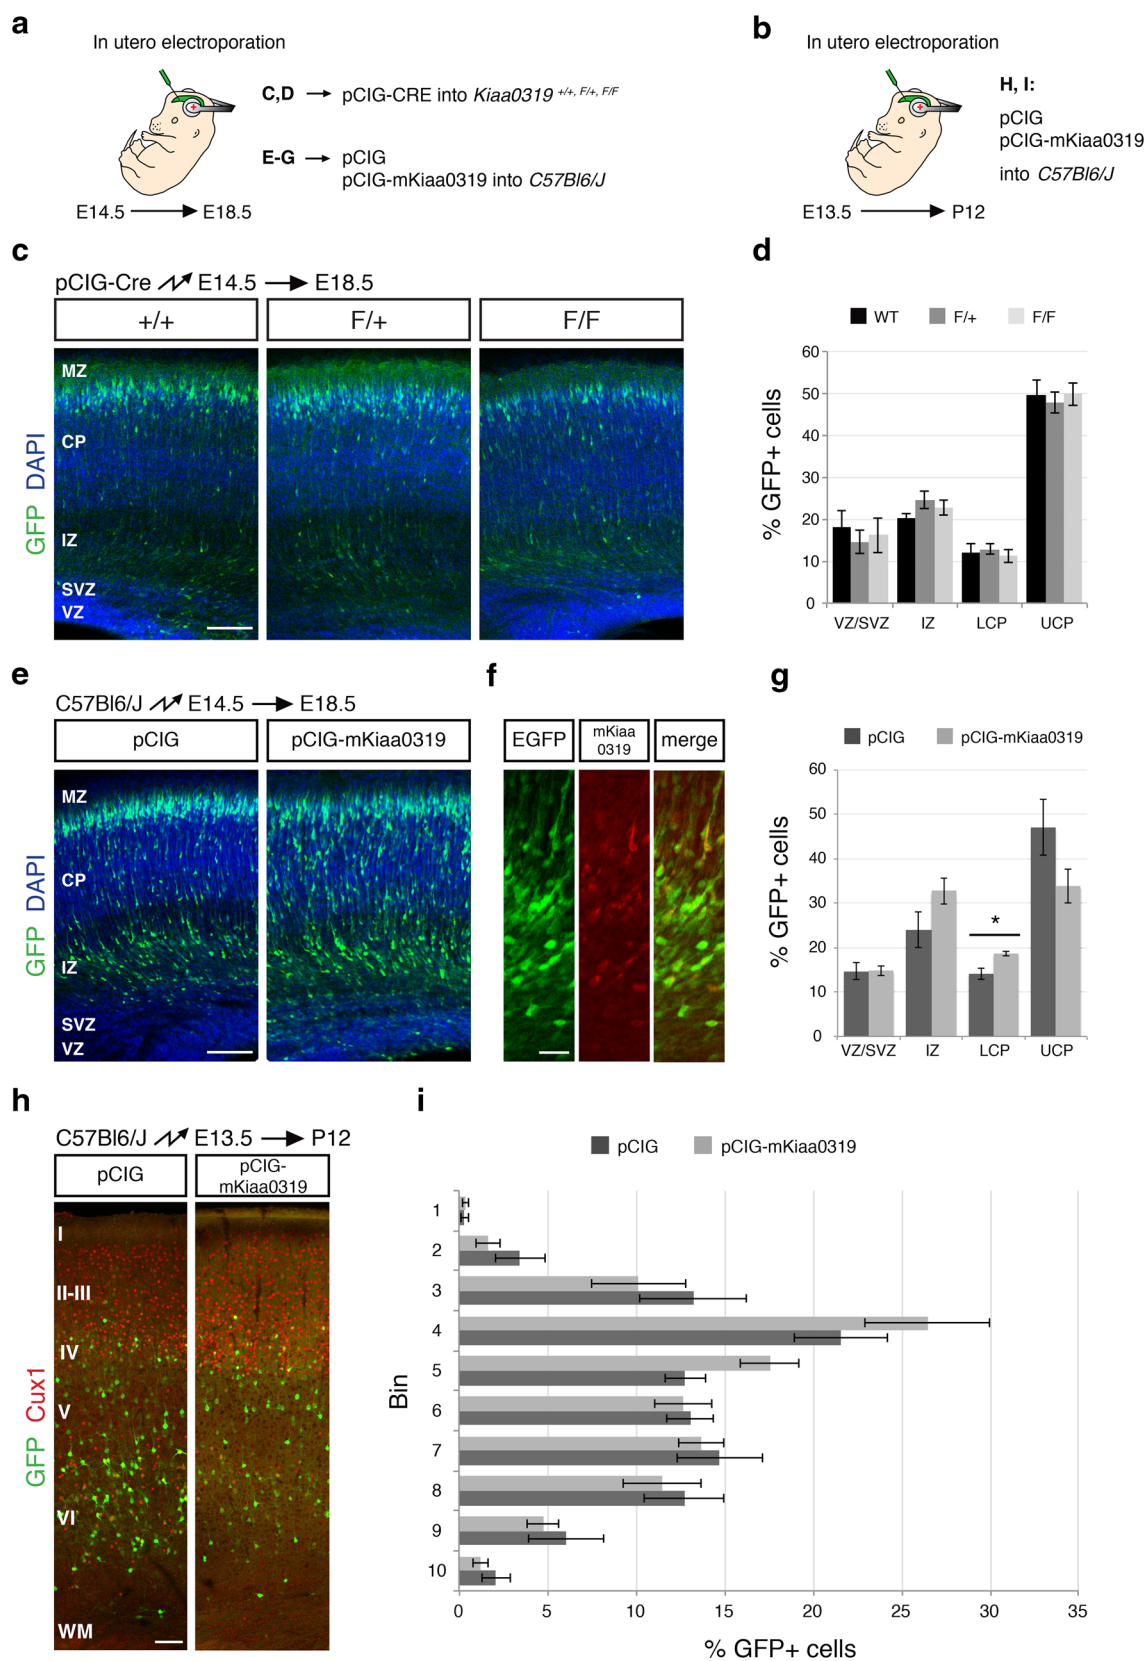 a
In utero electroporation
C,D → pCIG-CRE into Kiaa0319 +/+, F/+, F/F
E-G → pCIG
pCIG-mKiaa0319 into C57Bl6/J
E14.5 → E18.5
b
In utero electroporation
H, I:
pCIG
pCIG-mKiaa0319
into C57Bl6/J
E13.5 → P12
c
pCIG-Cre E14.5 → E18.5
+/+ F/+ F/F
GFP DAPI
MZ
CP
IZ
SVZ
VZ
d
WT F/+ F/F
% GFP+ cells
60
50
40
30
20
10
0
VZ/SVZ IZ LCP UCP
e
C57Bl6/J E14.5 → E18.5
pCIG pCIG-mKiaa0319
GFP DAPI
MZ
CP
IZ
SVZ
VZ
f
EGFP mKiaa 0319 merge
g
pCIG pCIG-mKiaa0319
% GFP+ cells
60
50
40
30
20
10
0
*
VZ/SVZ IZ LCP UCP
h
C57Bl6/J E13.5 → P12
pCIG pCIG-
mKiaa0319
GFP Cux1
I
II-III
IV
V
VI
WM
i
pCIG pCIG-mKiaa0319
Bin
1
2
3
4
5
6
7
8
9
10
0 5 10 15 20 25 30 35
% GFP+ cells